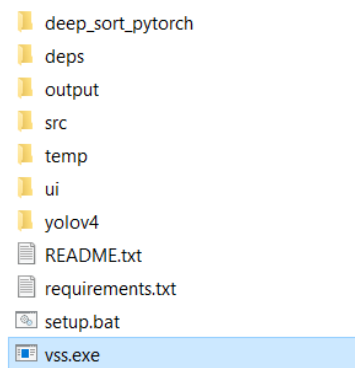 deep_sort_pytorch
deps
output
src
temp
ui
yolov4
README.txt
requirements.txt
setup.bat
vss.exe